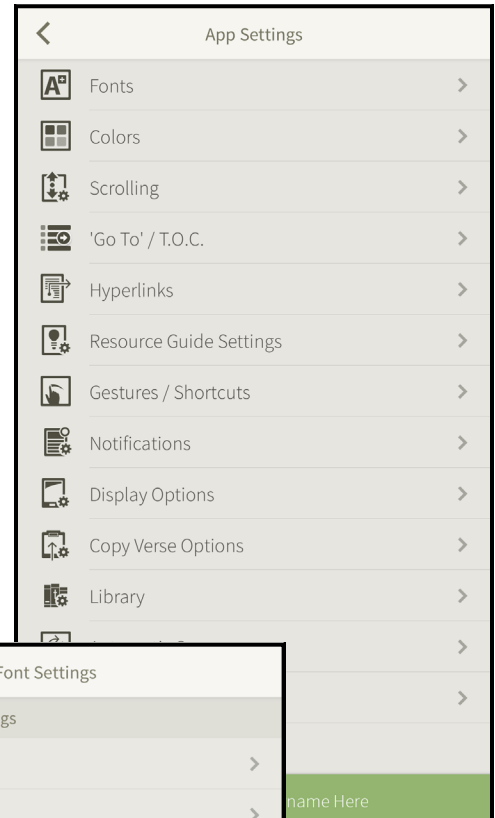 App Settings
Fonts
Colors
Scrolling
'Go To' / T.O.C.
Hyperlinks
Resource Guide Settings
Gestures / Shortcuts
Notifications
Display Options
Copy Verse Options
Library
Font Settings
gs
name Here